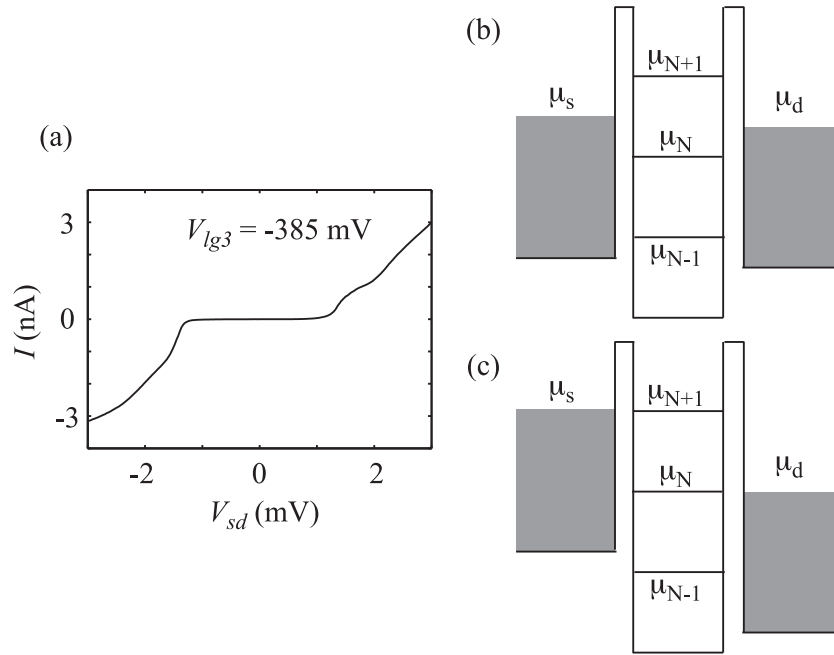 (a)
V_lg3 = -385 mV
3
0
-3
I (nA)
-2
0
2
V_sd (mV)
(b)
μ_N+1
μ_s
μ_d
μ_N
μ_N-1
(c)
μ_s
μ_N+1
μ_N
μ_d
μ_N-1